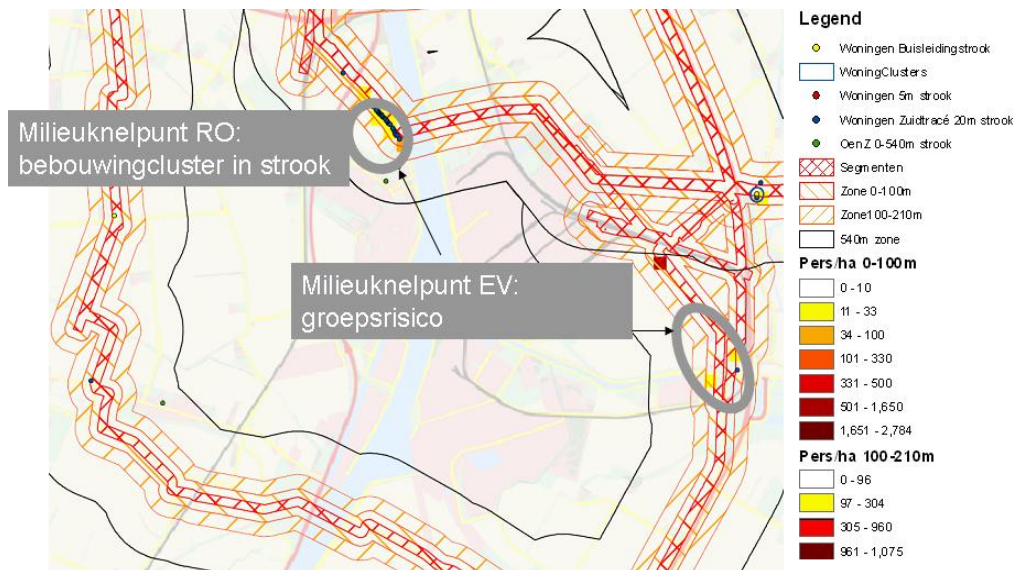 Milieuknelpunt RO:
bebouwingcluster in strook
Milieuknelpunt EV:
groepsrisico
Legend
Woningen Buisleidingstrook
WoningClusters
Woningen 5m strook
Woningen Zuidtracé 20m strook
OenZ 0-540m strook
Segmenten
Zone 0-100m
Zone100-210m
540m zone
Pers/ha 0-100m
0 - 10
11 - 33
34 - 100
101 - 330
331 - 500
501 - 1,650
1,651 - 2,784
Pers/ha 100-210m
0 - 96
97 - 304
305 - 960
961 - 1,075